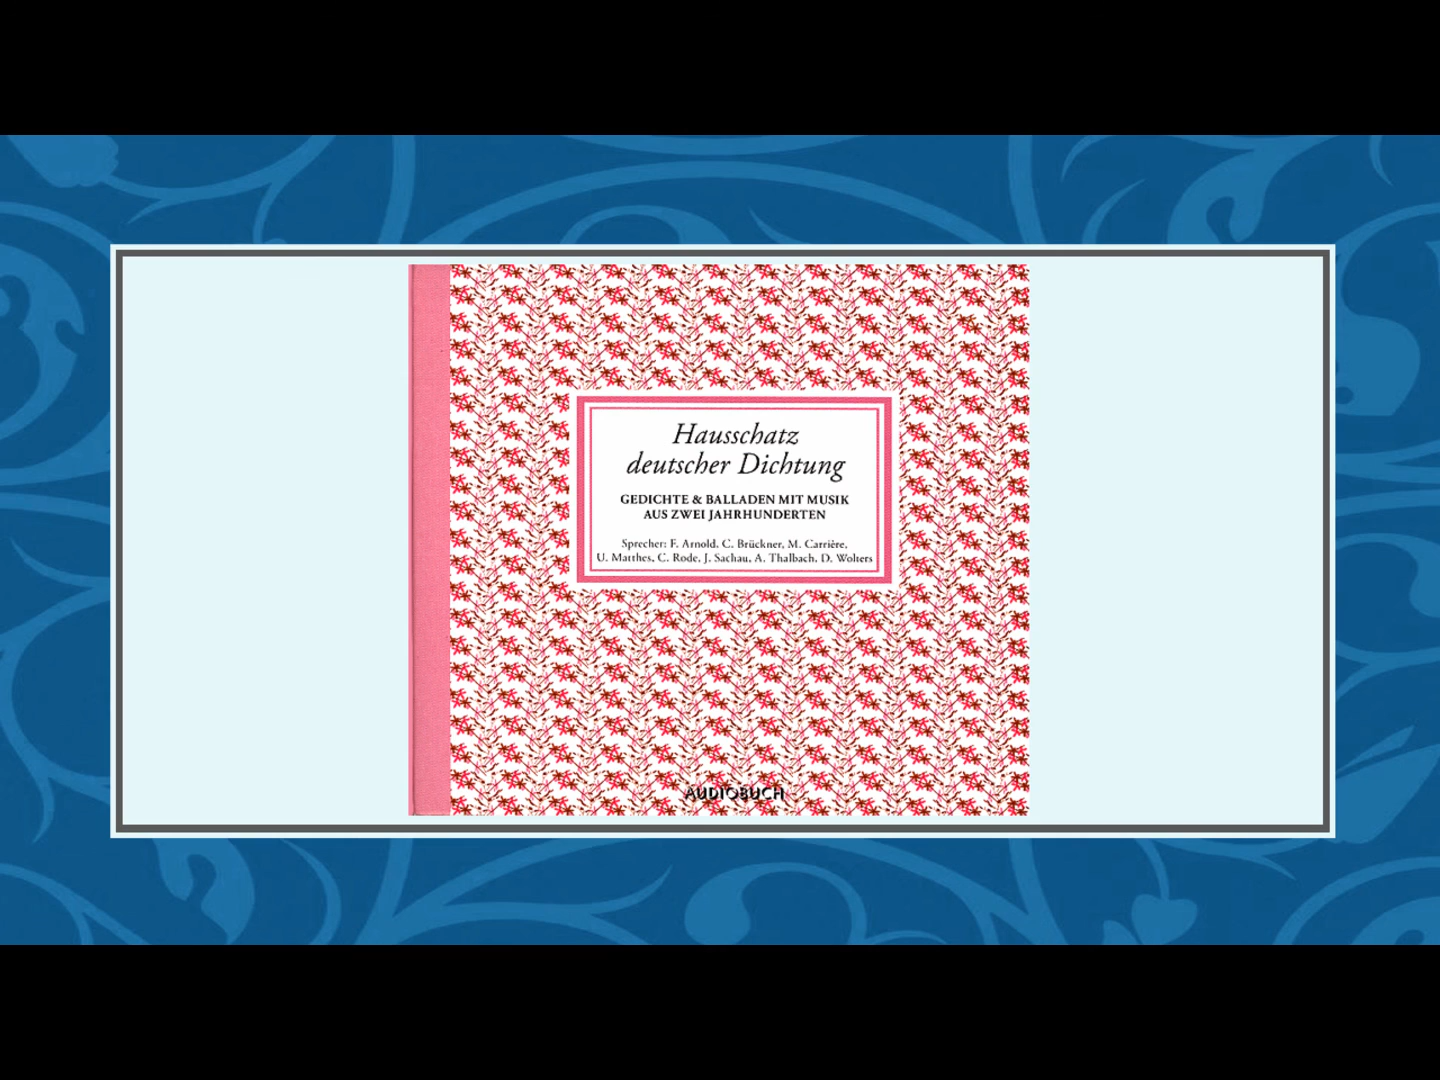 Hausschatz
deutscher Dichtung
GEDICHTE & BALLADEN MIT MUSIK
AUS ZWEI JAHRHUNDERTEN
Sprecher: F. Arnold, C. Brückner, M. Carrière,
U. Matthes, C. Rode, J. Sachau, A. Thalbach, D. Wolters
AUDIOBUCH